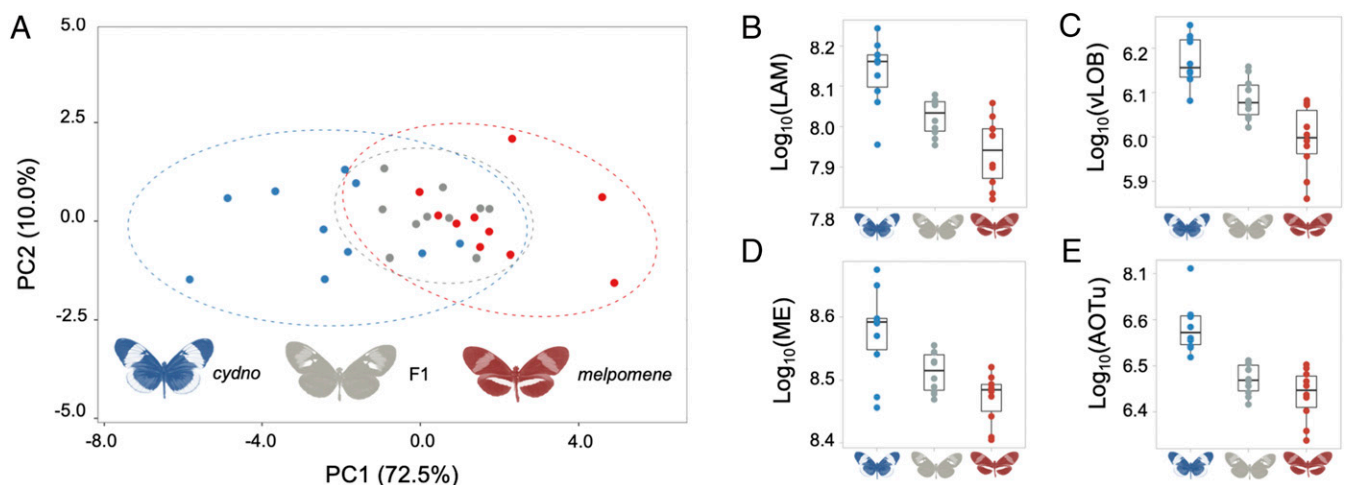 A
5.0
2.5
0.0
-2.5
-5.0
PC2 (10.0%)
cydno
F1
melpomene
-8.0 -4.0 0.0 4.0
PC1 (72.5%)
B
Log10(LAM)
8.2
8.1
8.0
7.9
7.8
C
Log10(vLOB)
6.2
6.1
6.0
5.9
D
Log10(ME)
8.6
8.5
8.4
E
Log10(AOTu)
8.1
6.6
6.5
6.4